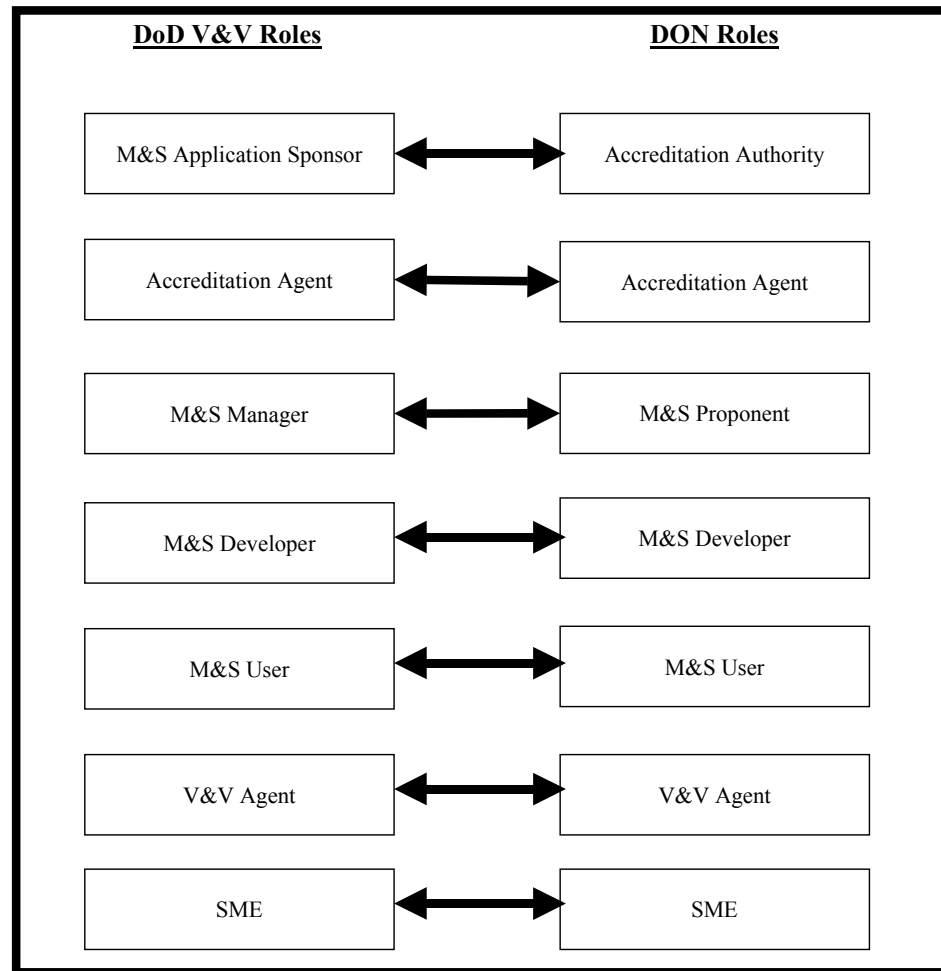 DoD V&V Roles
DON Roles
M&S Application Sponsor
Accreditation Authority
Accreditation Agent
Accreditation Agent
M&S Manager
M&S Proponent
M&S Developer
M&S Developer
M&S User
M&S User
V&V Agent
V&V Agent
SME
SME